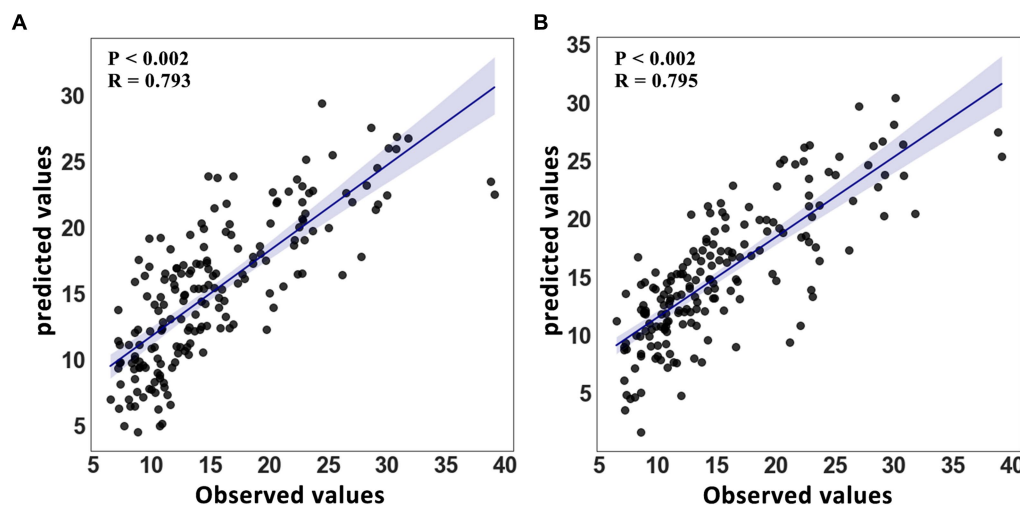 A
P < 0.002
R = 0.793
30
25
20
15
10
5
predicted values
5 10 15 20 25 30 35 40
Observed values
B
P < 0.002
R = 0.795
35
30
25
20
15
10
5
predicted values
5 10 15 20 25 30 35 40
Observed values